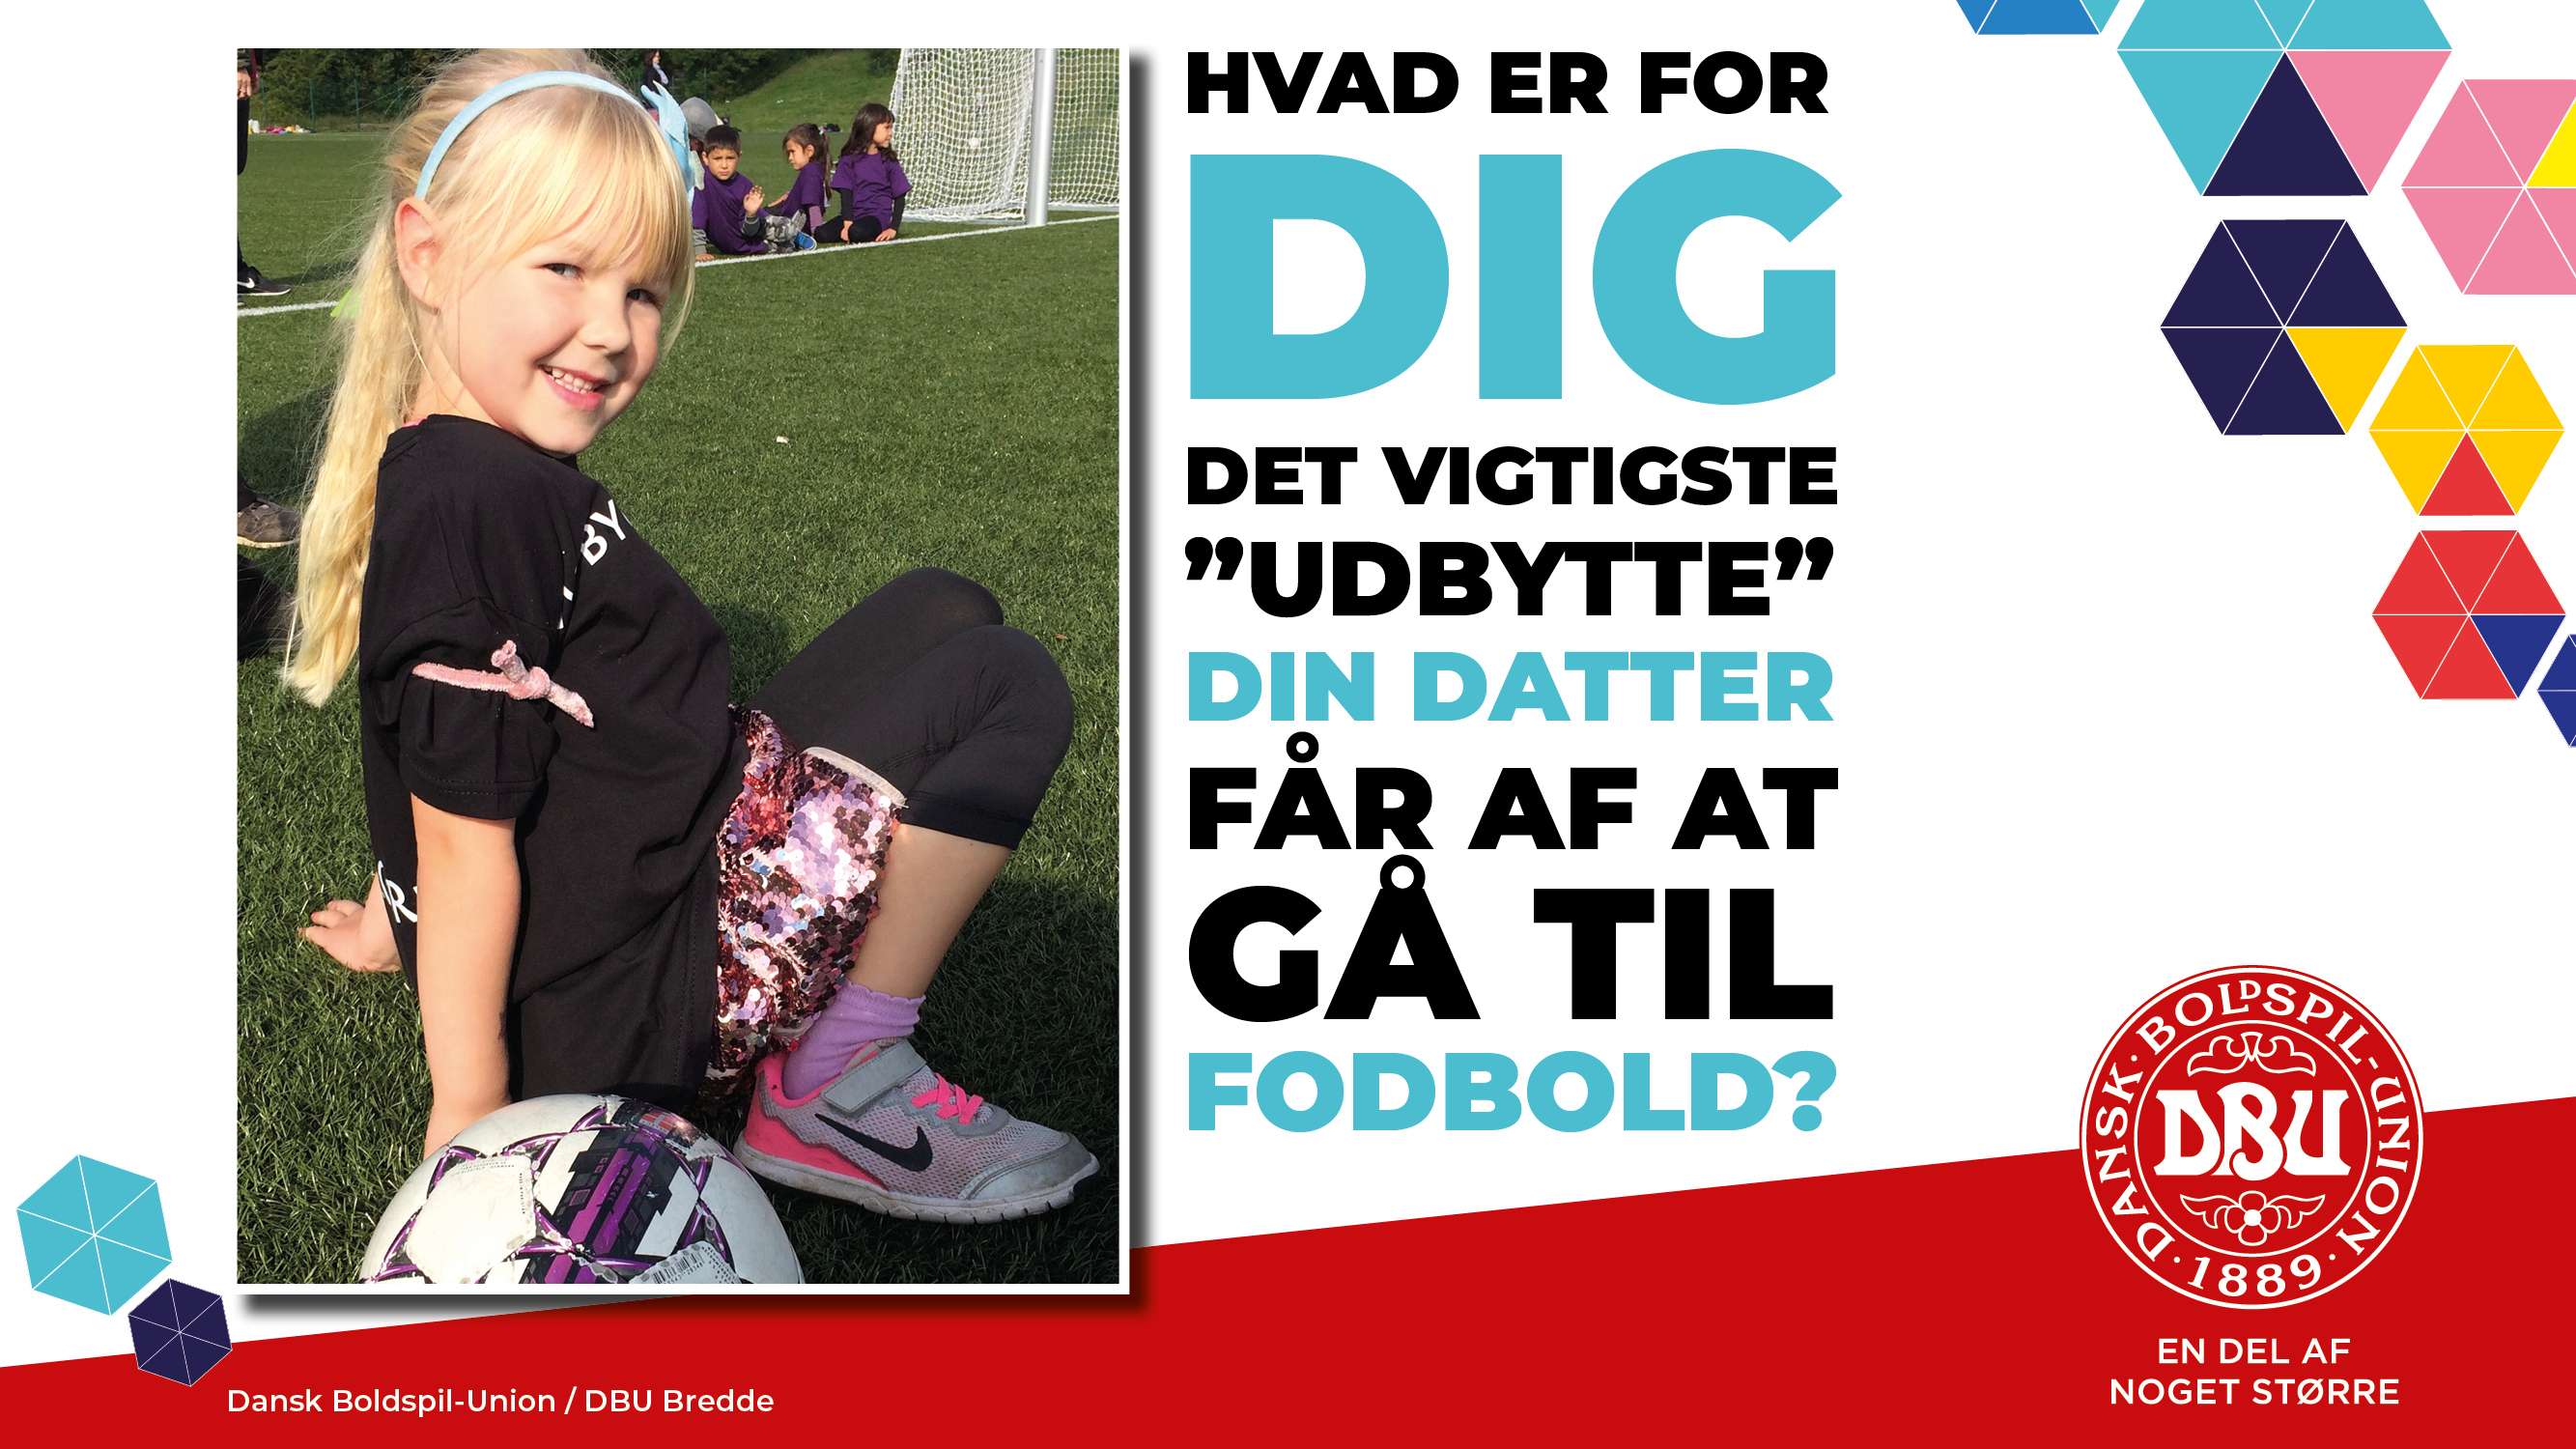 HVAD ER FOR
DIG
DET VIGTIGSTE
”UDBYTTE”
DIN DATTER
FÅR AF AT
GÅ TIL
FODBOLD?
DANSK · BOLDSPIL-UNION
DBU
· 1889 ·
EN DEL AF
NOGET STØRRE
Dansk Boldspil-Union / DBU Bredde